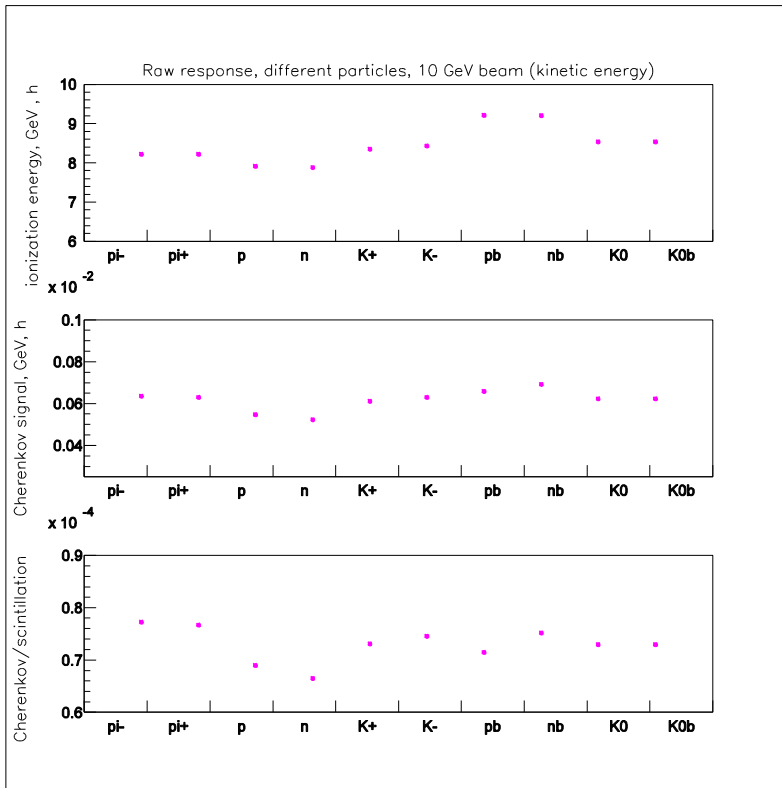 Raw response, different particles, 10 GeV beam (kinetic energy)
ionization energy, GeV , h
10
9
8
7
6
pi- pi+ p n K+ K- pb nb K0 K0b
x 10 -2
Cherenkov signal, GeV, h
0.1
0.08
0.06
0.04
pi- pi+ p n K+ K- pb nb K0 K0b
x 10 -4
Cherenkov/scintillation
0.9
0.8
0.7
0.6
pi- pi+ p n K+ K- pb nb K0 K0b